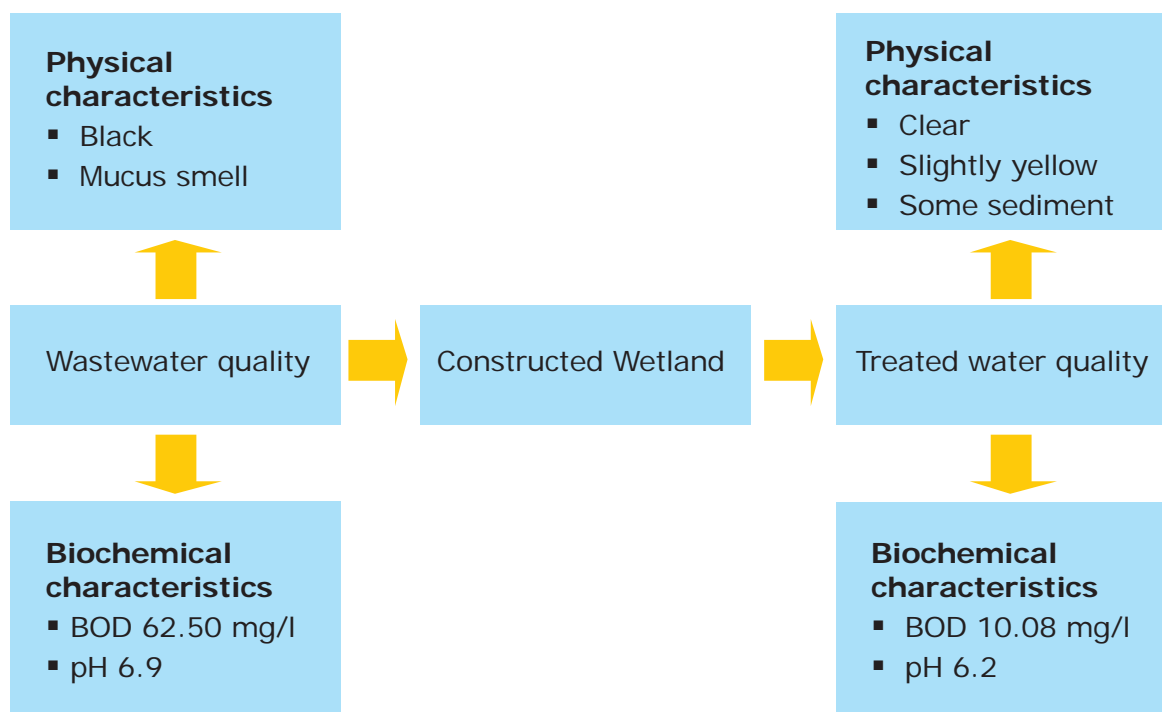 Physical
characteristics
▪ Black
▪ Mucus smell
Physical
characteristics
▪ Clear
▪ Slightly yellow
▪ Some sediment
Wastewater quality
Constructed Wetland
Treated water quality
Biochemical
characteristics
▪ BOD 62.50 mg/l
▪ pH 6.9
Biochemical
characteristics
▪ BOD 10.08 mg/l
▪ pH 6.2